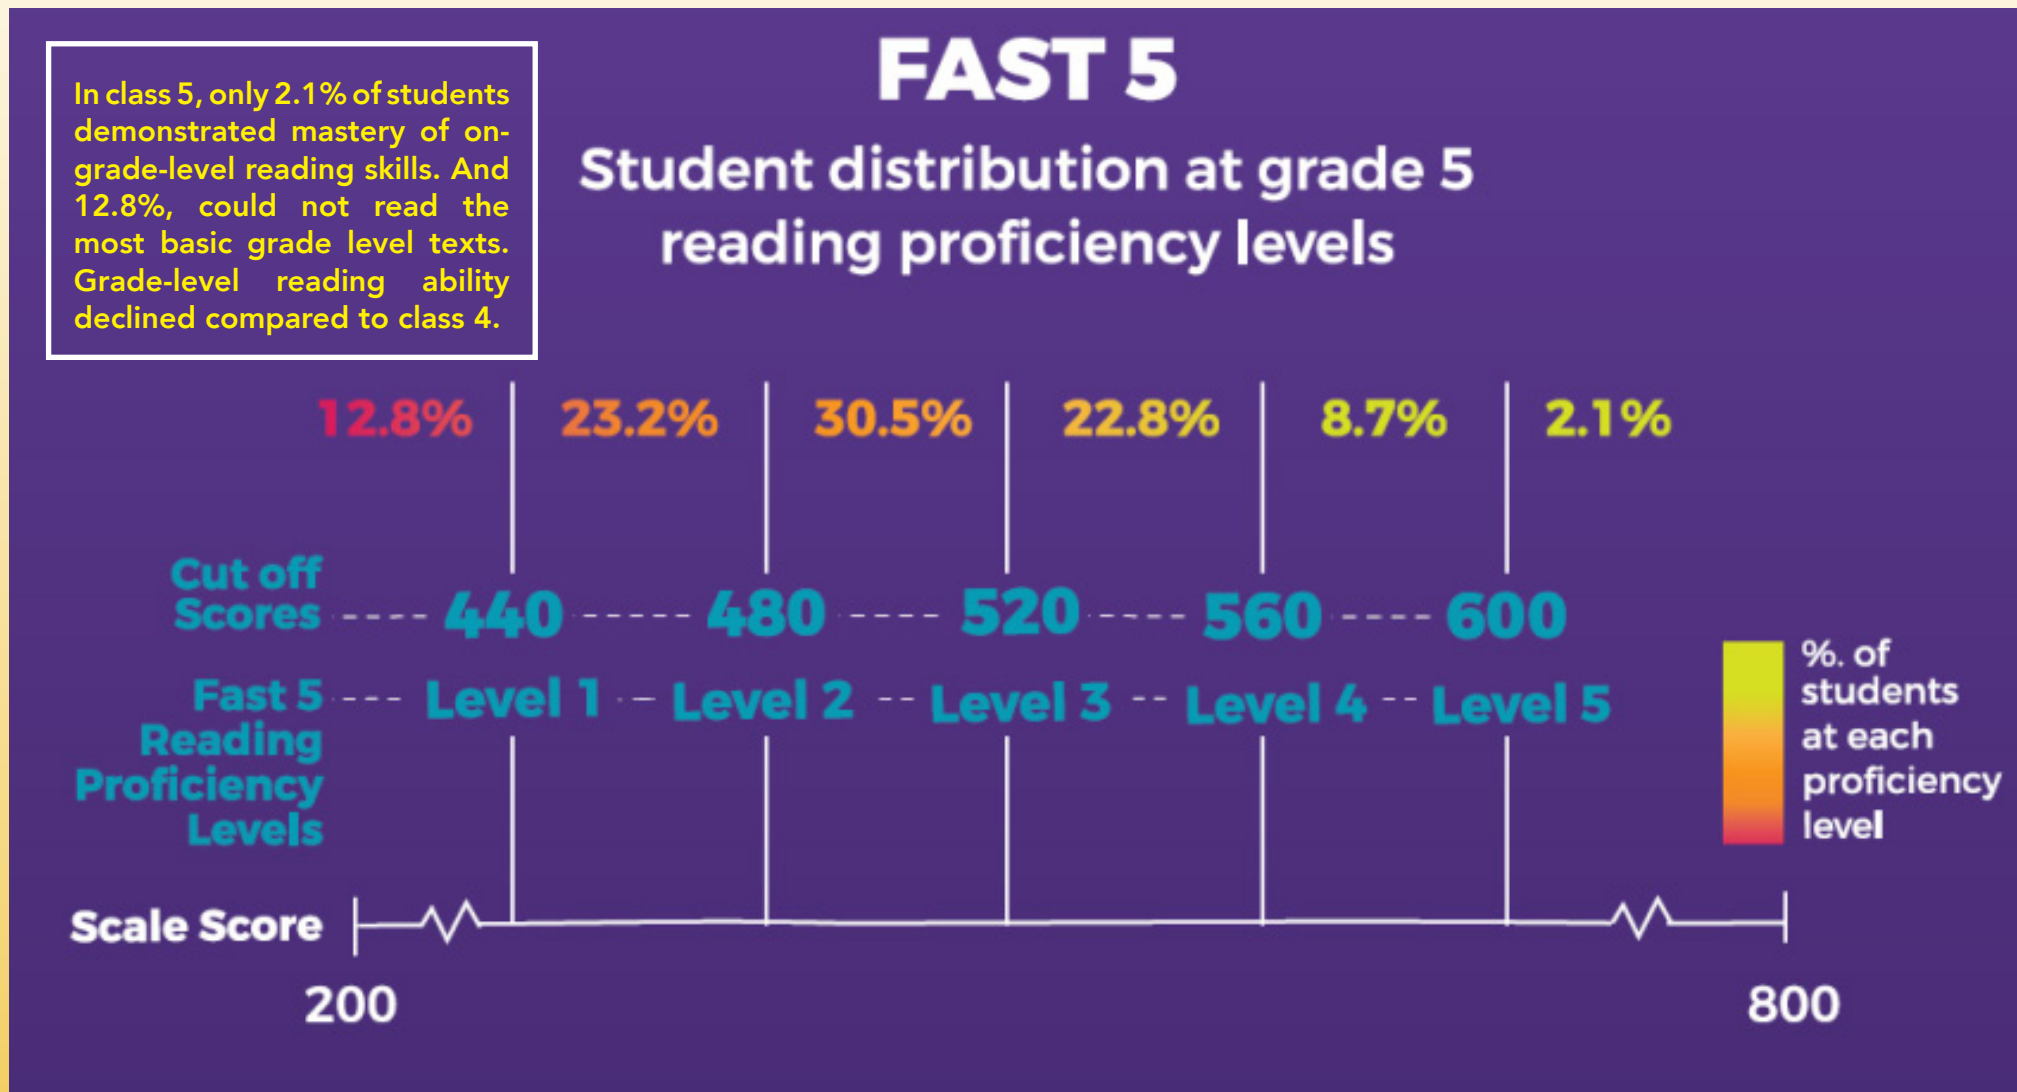 In class 5, only 2.1% of students
demonstrated mastery of on-
grade-level reading skills. And
12.8%, could not read the
most basic grade level texts.
Grade-level reading ability
declined compared to class 4.
FAST 5
Student distribution at grade 5
reading proficiency levels
12.8% 23.2% 30.5% 22.8% 8.7% 2.1%
Cut off
Scores ---- 440 ----- 480 ---- 520 ---- 560 ---- 600
Fast 5 --- Level 1 -- Level 2 -- Level 3 -- Level 4 -- Level 5
Reading
Proficiency
Levels
%. of
students
at each
proficiency
level
Scale Score
200 800